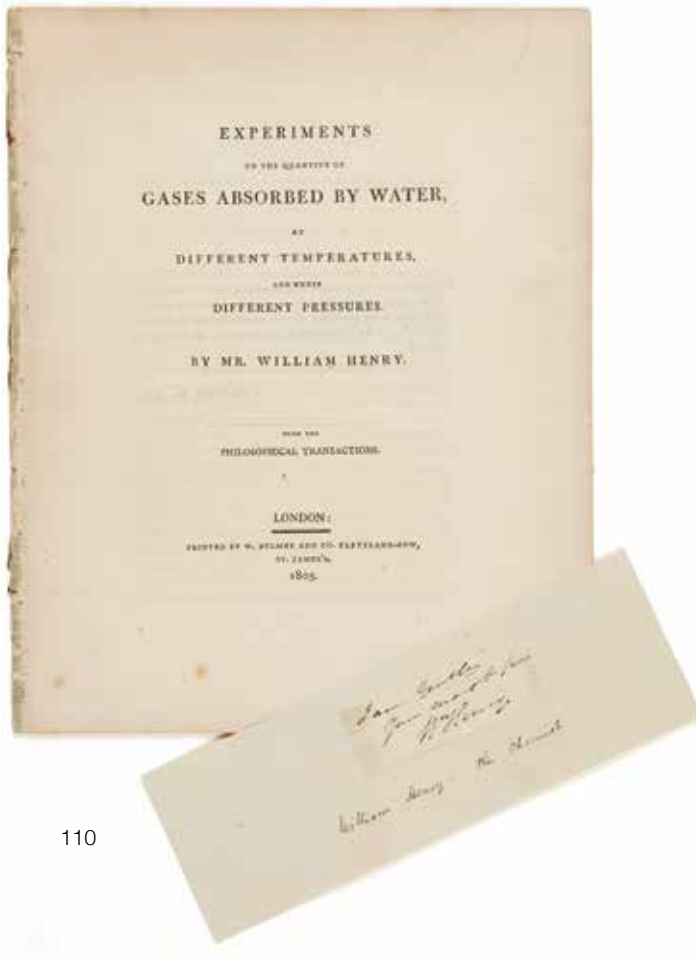 EXPERIMENTS
ON THE QUANTITY OF
GASES ABSORBED BY WATER,
AT
DIFFERENT TEMPERATURES,
AND UNDER
DIFFERENT PRESSURES.
BY MR. WILLIAM HENRY.
FROM THE
PHILOSOPHICAL TRANSACTIONS.
LONDON:
PRINTED BY W. BULMER AND CO. CLEVELAND-ROW,
ST. JAMES'S,
William Henry the Chemist
110